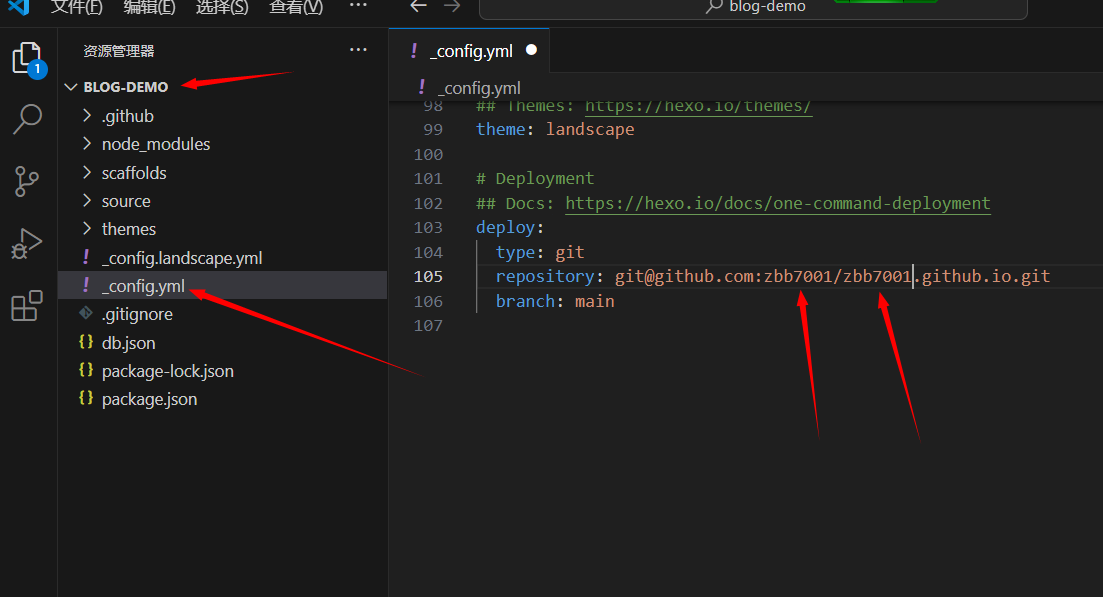 文件(F) 编辑(E) 选择(S) 查看(V) ··· blog-demo
资源管理器 ···
1
BLOG-DEMO
.github
node_modules
scaffolds
source
themes
! _config.landscape.yml
! _config.yml
.gitignore
{} db.json
{} package-lock.json
{} package.json
! _config.yml
! _config.yml
98 ## Themes: https://hexo.io/themes/
99 theme: landscape
100
101 # Deployment
102 ## Docs: https://hexo.io/docs/one-command-deployment
103 deploy:
104 type: git
105 repository: git@github.com:zbb7001/zbb7001.github.io.git
106 branch: main
107